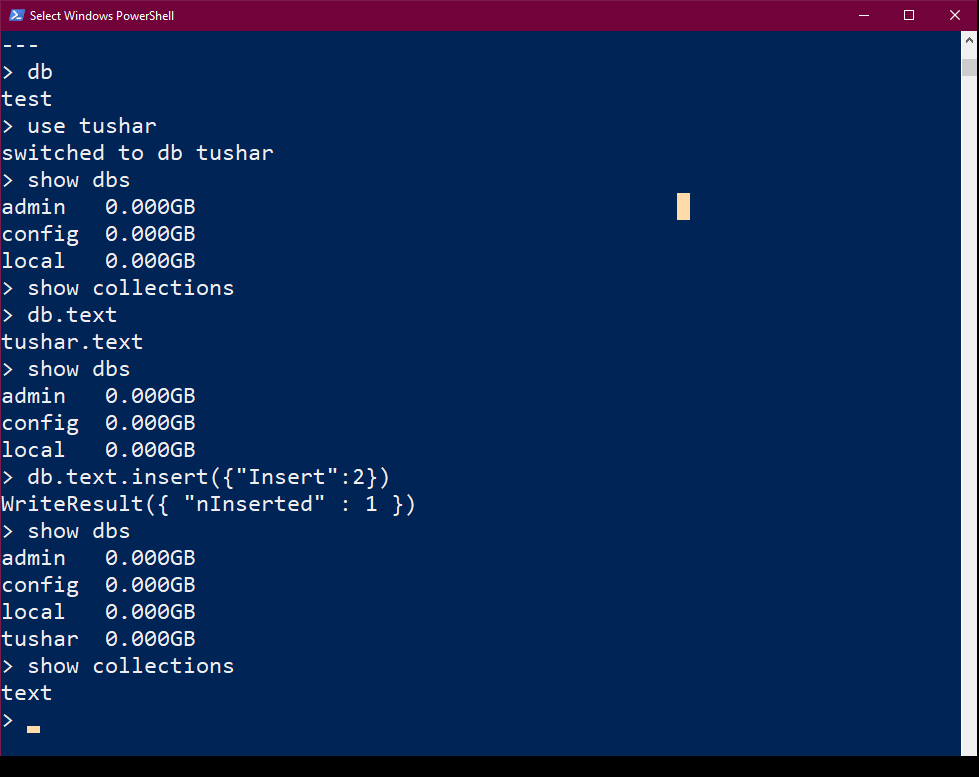 Select Windows PowerShell
---
> db
test
> use tushar
switched to db tushar
> show dbs
admin   0.000GB
config  0.000GB
local   0.000GB
> show collections
> db.text
tushar.text
> show dbs
admin   0.000GB
config  0.000GB
local   0.000GB
> db.text.insert({"Insert":2})
WriteResult({ "nInserted" : 1 })
> show dbs
admin   0.000GB
config  0.000GB
local   0.000GB
tushar  0.000GB
> show collections
text
>